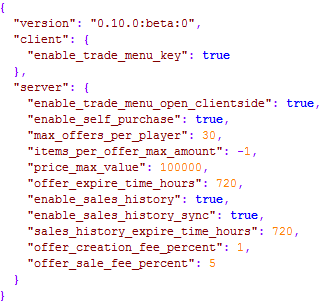 {
  "version": "0.10.0:beta:0",
  "client": {
    "enable_trade_menu_key": true
  },
  "server": {
    "enable_trade_menu_open_clientside": true,
    "enable_self_purchase": true,
    "max_offers_per_player": 30,
    "items_per_offer_max_amount": -1,
    "price_max_value": 100000,
    "offer_expire_time_hours": 720,
    "enable_sales_history": true,
    "enable_sales_history_sync": true,
    "sales_history_expire_time_hours": 720,
    "offer_creation_fee_percent": 1,
    "offer_sale_fee_percent": 5
  }
}